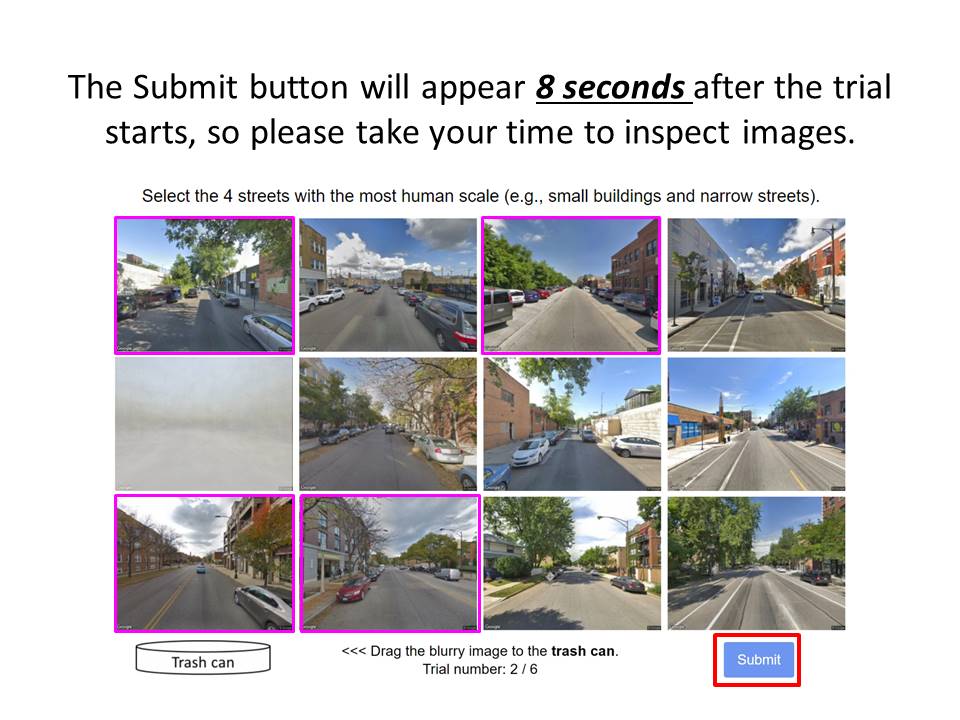 The Submit button will appear 8 seconds after the trial
starts, so please take your time to inspect images.
Select the 4 streets with the most human scale (e.g., small buildings and narrow streets).
Trash can
<<< Drag the blurry image to the trash can.
Trial number: 2 / 6
Submit